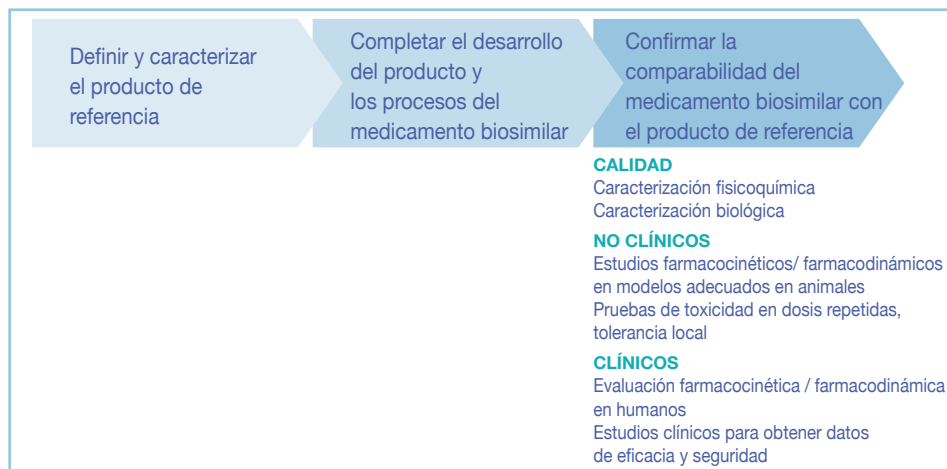 Definir y caracterizar
el producto de
referencia
Completar el desarrollo
del producto y
los procesos del
medicamento biosimilar
Confirmar la
comparabilidad del
medicamento biosimilar con
el producto de referencia
CALIDAD
Caracterización fisicoquímica
Caracterización biológica
NO CLÍNICOS
Estudios farmacocinéticos/ farmacodinámicos
en modelos adecuados en animales
Pruebas de toxicidad en dosis repetidas,
tolerancia local
CLÍNICOS
Evaluación farmacocinética / farmacodinámica
en humanos
Estudios clínicos para obtener datos
de eficacia y seguridad